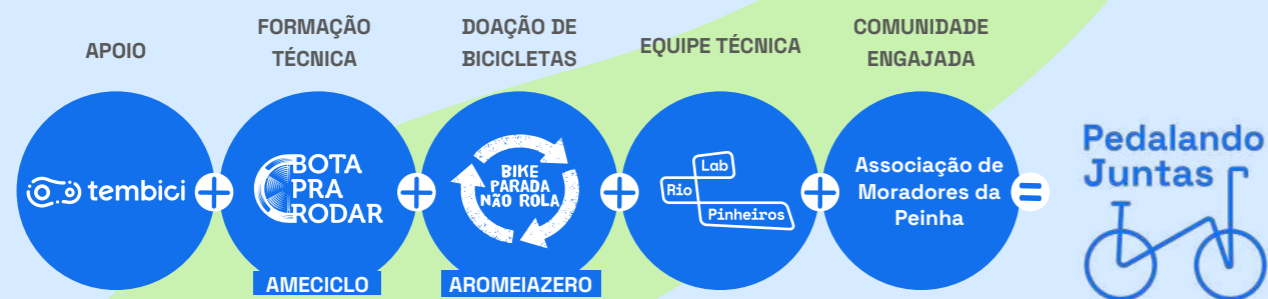 APOIO
FORMAÇÃO
TÉCNICA
DOAÇÃO DE
BICICLETAS
EQUIPE TÉCNICA
COMUNIDADE
ENGAJADA
tembici
+
BOTA
PRA
RODAR
AMECICLO
+
BIKE
PARADA
NÃO ROLA
AROMEIAZERO
+
Lab
Rio
Pinheiros
+
Associação de
Moradores da
Peinha
=
Pedalando
Juntas